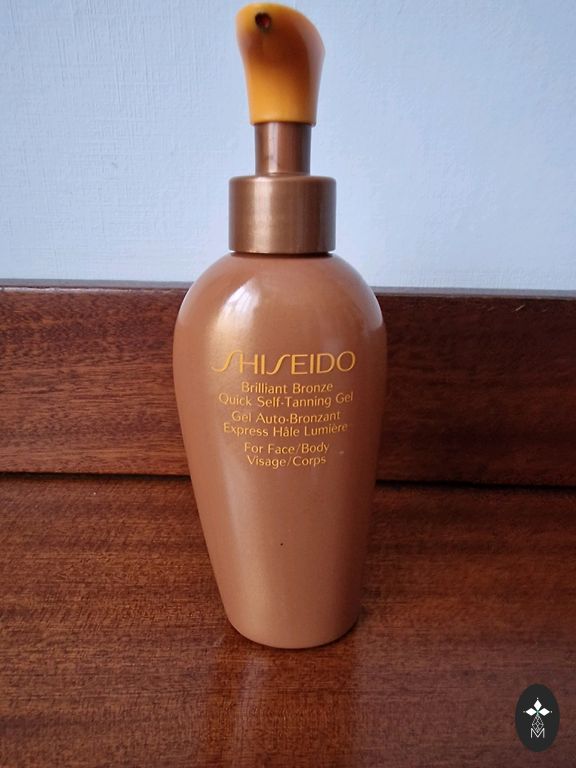 SHISEIDO
Brilliant Bronze
Quick Self-Tanning Gel
Gel Auto-Bronzant
Express Hâle Lumière
For Face/Body
Visage/Corps
M